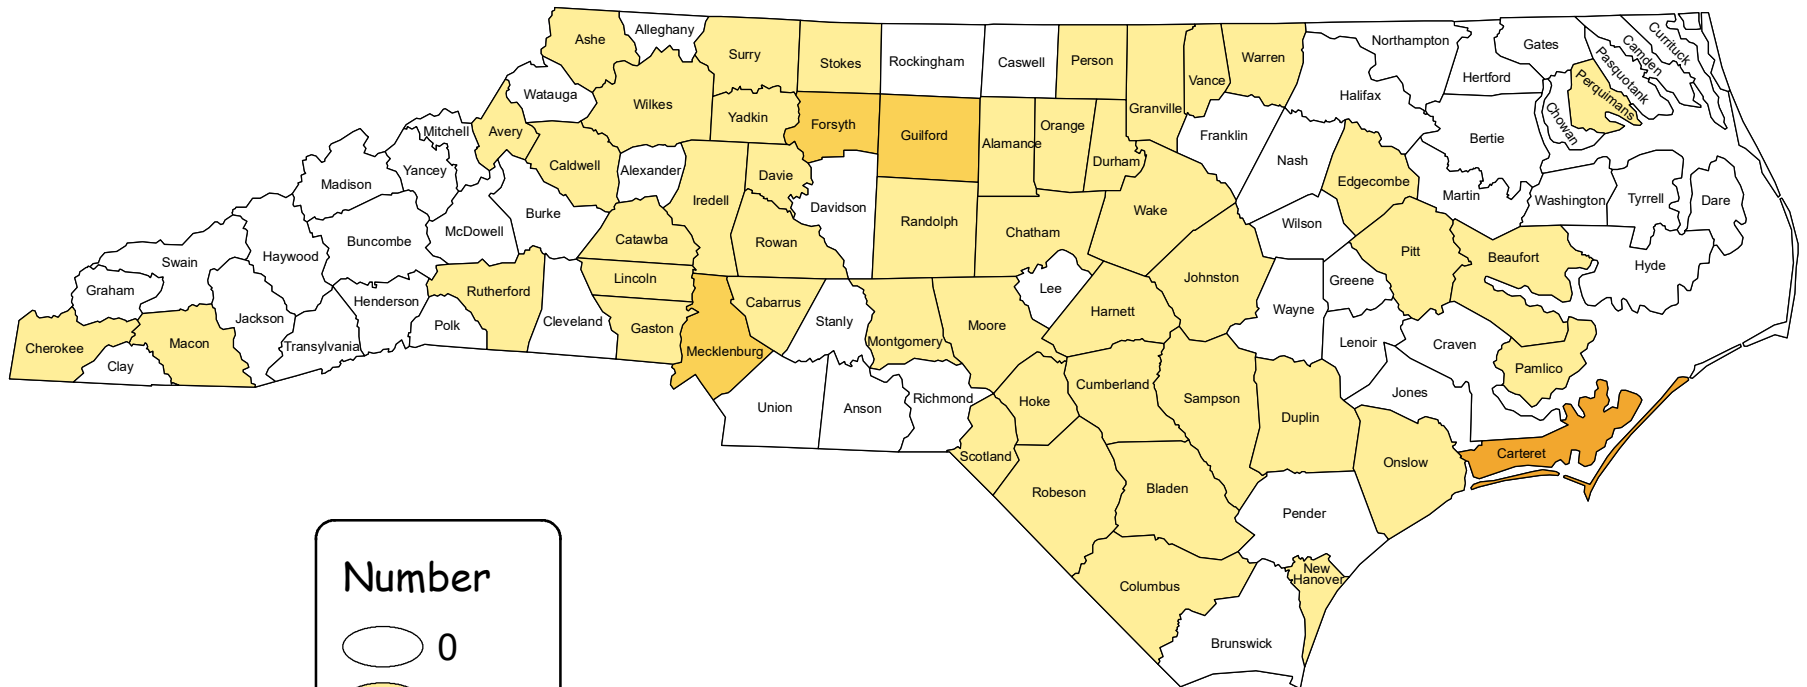 Ashe
Alleghany
Surry
Stokes
Rockingham
Caswell
Person
Granville
Vance
Warren
Northampton
Hertford
Gates
Currituck
Camden
Pasquotank
Perquimans
Chowan
Halifax
Bertie
Watauga
Wilkes
Yadkin
Forsyth
Guilford
Alamance
Orange
Durham
Franklin
Nash
Edgecombe
Martin
Washington
Tyrrell
Dare
Mitchell
Avery
Caldwell
Alexander
Iredell
Davie
Davidson
Randolph
Chatham
Wake
Wilson
Madison
Yancey
McDowell
Burke
Catawba
Rowan
Buncombe
Haywood
Swain
Graham
Rutherford
Lincoln
Cabarrus
Johnston
Pitt
Beaufort
Hyde
Greene
Wayne
Lee
Harnett
Moore
Montgomery
Stanly
Mecklenburg
Gaston
Cleveland
Polk
Henderson
Transylvania
Jackson
Macon
Clay
Cherokee
Lenoir
Craven
Pamlico
Jones
Carteret
Onslow
Duplin
Sampson
Cumberland
Hoke
Richmond
Anson
Union
Scotland
Robeson
Bladen
Pender
Columbus
New
Hanover
Brunswick
Number
0